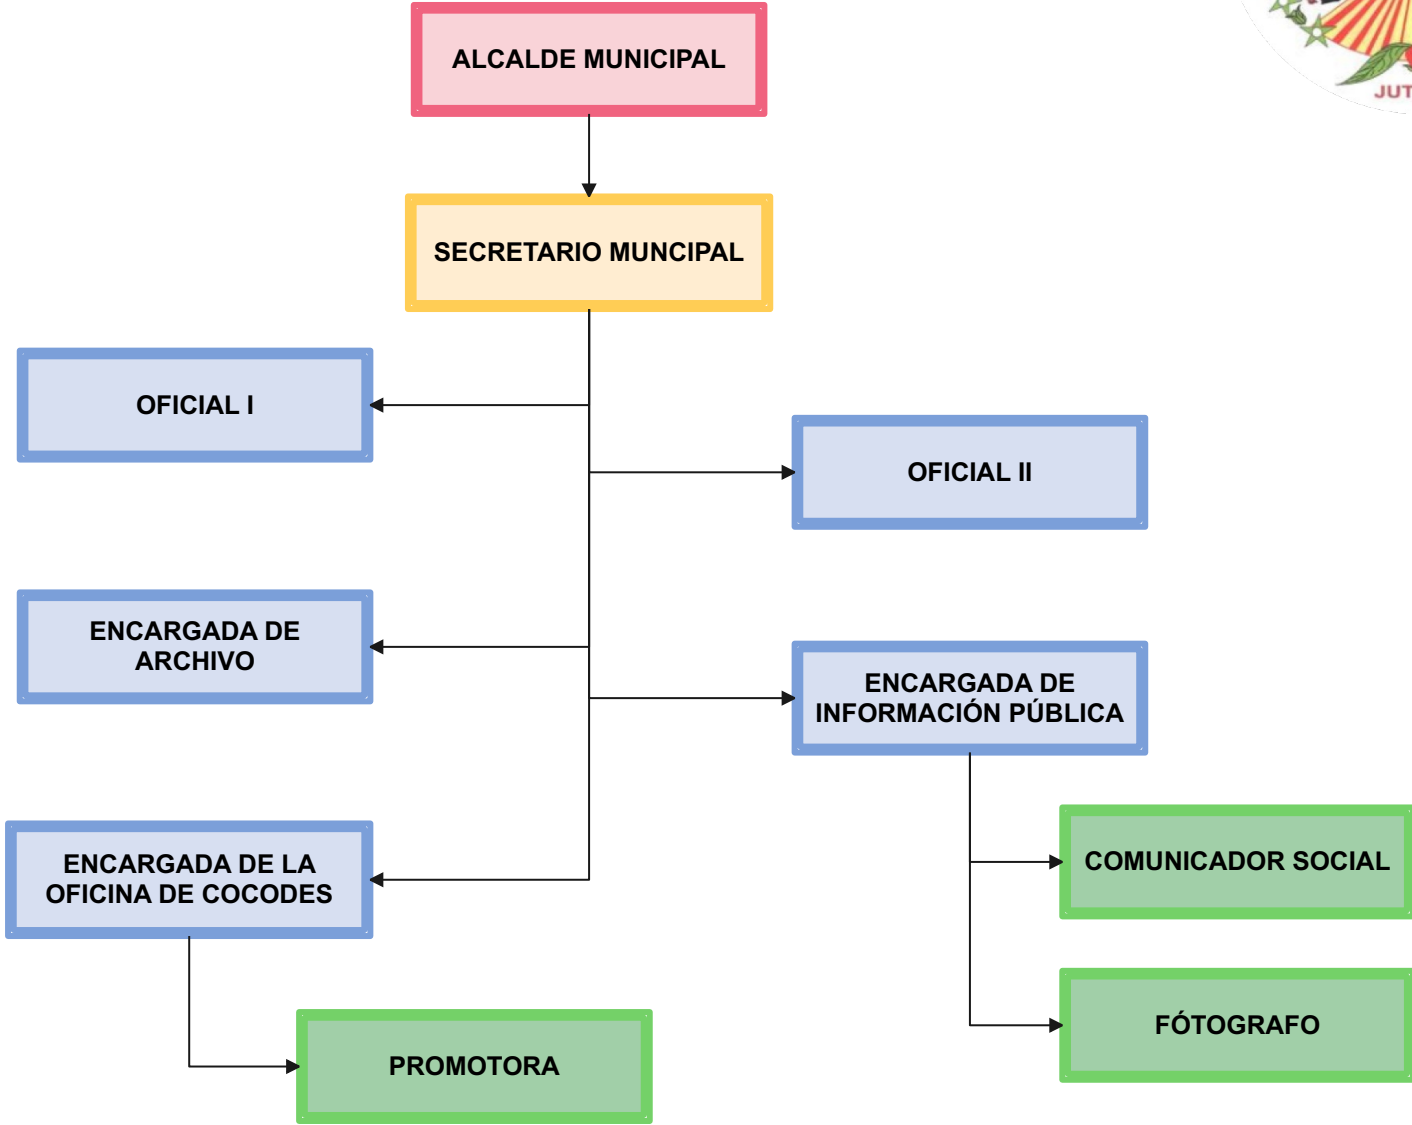 ALCALDE MUNICIPAL
SECRETARIO MUNCIPAL
OFICIAL I
OFICIAL II
ENCARGADA DE
ARCHIVO
ENCARGADA DE
INFORMACIÓN PÚBLICA
COMUNICADOR SOCIAL
ENCARGADA DE LA
OFICINA DE COCODES
FÓTOGRAFO
PROMOTORA